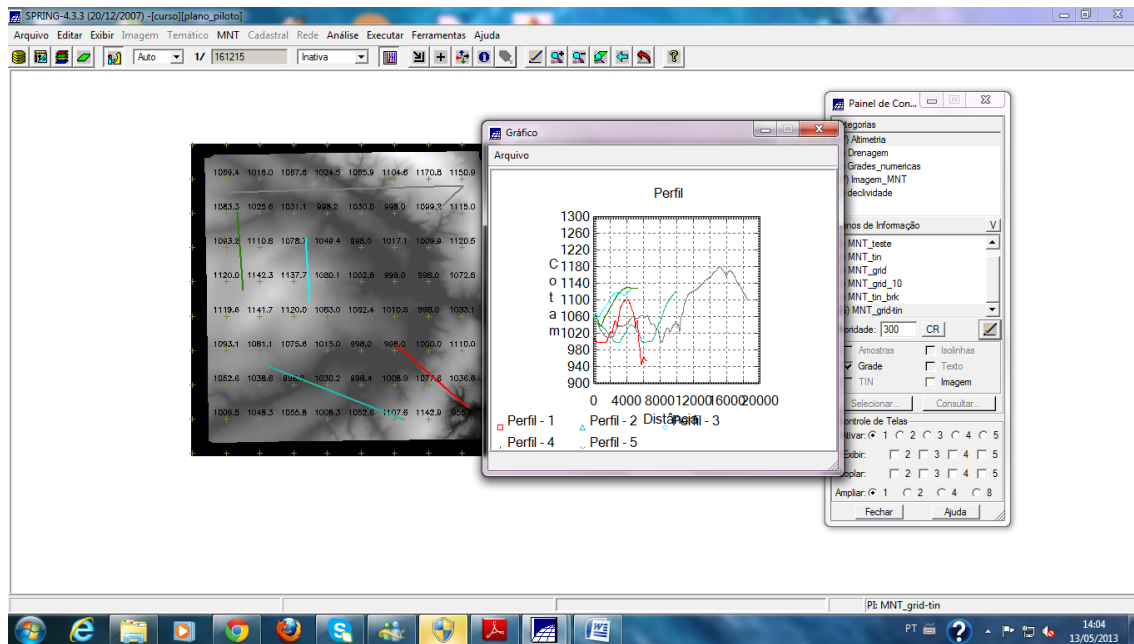 SPRING-4.3.3 (20/12/2007) -[curso][plano_piloto]
Arquivo Editar Exibir Imagem Temático MNT Cadastral Rede Análise Executar Ferramentas Ajuda
Auto 1/ 161215 Inativa
Painel de Con...
Categorias
Altimetria
Drenagem
Grades_numericas
Imagem_MNT
declividade
V
MNT_teste
MNT_tin
MNT_grid
MNT_grid_10
MNT_tin_brk
MNT_grid-tin
300 CR
Amostras Isolinhas
Grade Texto
TIN Imagem
Selecionar... Consultar...
Controle de Telas
Ativar: 1 2 3 4 5
Exibir: 2 3 4 5
2 3 4 5
Ampliar: 1 2 4 8
Fechar Ajuda
Gráfico
Arquivo
Perfil
Cotam
1300
1260
1220
1180
1140
1100
1060
1020
980
940
900
0 4000 8000 12000 16000 20000
Distância
Perfil - 1 Perfil - 2 Perfil - 3
Perfil - 4 Perfil - 5
1069.4 1016.0 1067.6 1024.5 1065.9 1104.6 1170.8 1150.9
1083.3 1025.6 1031.1 998.2 1030.0 998.0 1099.2 1115.0
1093.2 1110.8 1078.7 1049.4 998.0 1017.1 1009.9 1120.5
1120.0 1142.3 1137.7 1080.1 1002.8 998.0 998.0 1072.8
1119.6 1141.7 1120.0 1063.0 1052.4 1010.5 998.0 1083.1
1093.1 1081.1 1075.6 1015.0 998.0 998.0 1000.0 1110.0
1052.6 1038.6 1030.2 998.4 1008.9 1077.6 1036.6
1006.5 1048.3 1055.8 1008.3 1052.6 1107.6 1142.9
PI: MNT_grid-tin
PT
14:04
13/05/2013